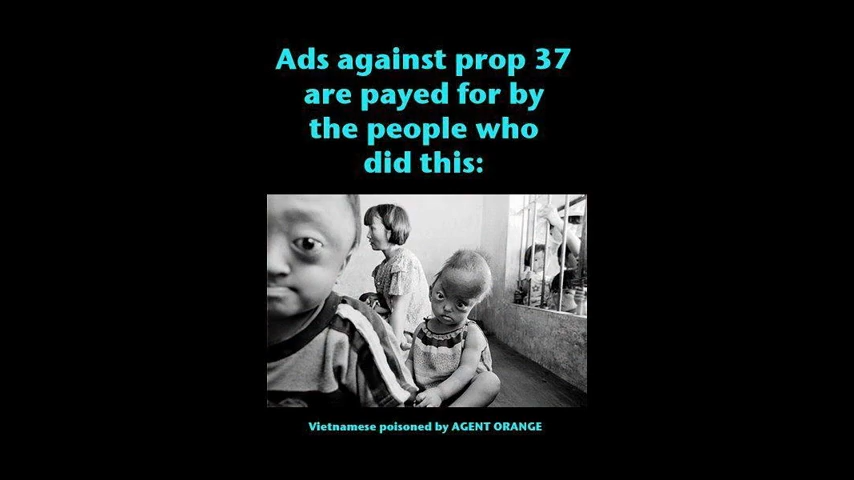 Ads against prop 37
are payed for by
the people who
did this:
Vietnamese poisoned by AGENT ORANGE